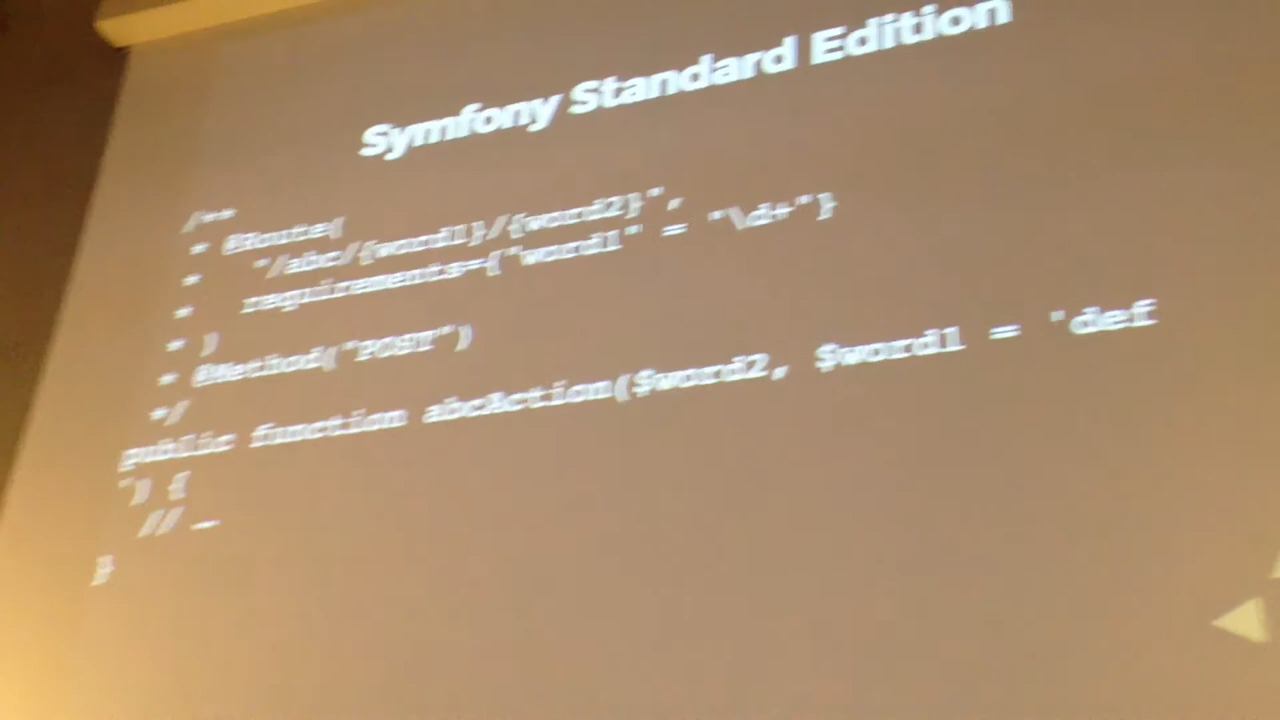 Symfony Standard Edition
/**
* @Route(
* "/abc/{word1}/{word2}",
* requirements={"word1" = "\d+"}
* )
* @Method("POST")
*/
public function abcAction($word2, $word1 = 'def
') {
// …
}